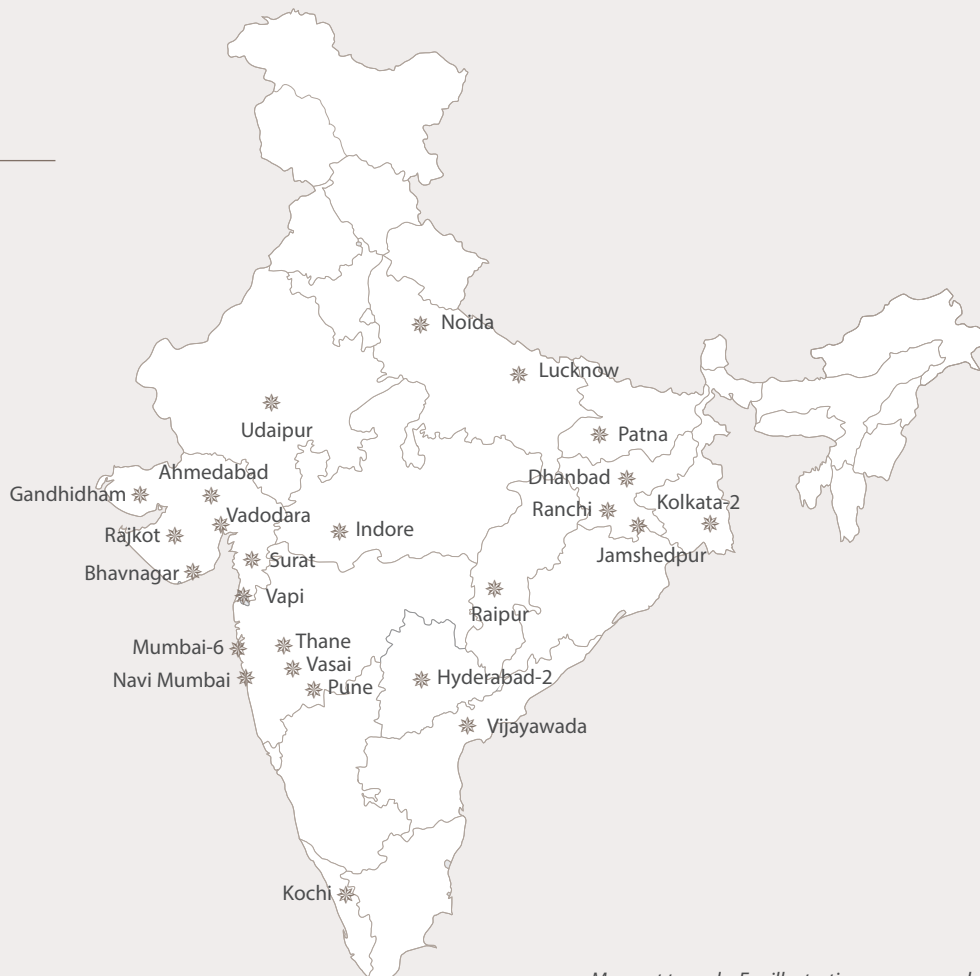 Noida
Lucknow
Udaipur
Patna
Ahmedabad
Dhanbad
Gandhidham
Kolkata-2
Ranchi
Vadodara
Indore
Rajkot
Jamshedpur
Surat
Bhavnagar
Vapi
Raipur
Thane
Mumbai-6
Vasai
Navi Mumbai
Hyderabad-2
Pune
Vijayawada
Kochi